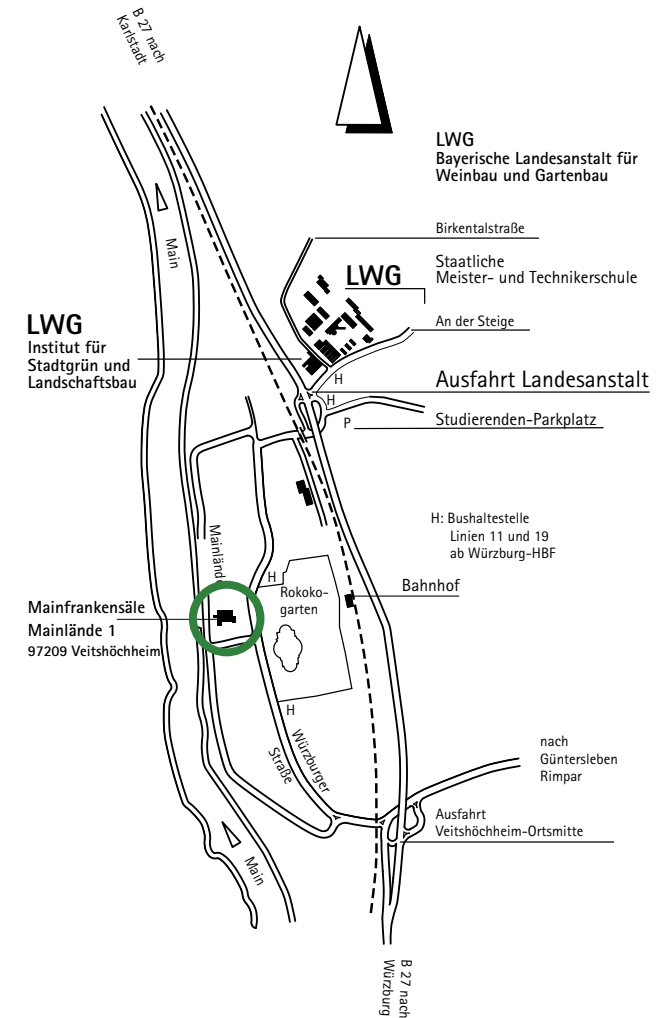 B 27 nach
Karlstadt
LWG
Bayerische Landesanstalt für
Weinbau und Gartenbau
Birkentalstraße
Main
Staatliche
Meister- und Technikerschule
LWG
LWG
Institut für
Stadtgrün und
Landschaftsbau
An der Steige
H
Ausfahrt Landesanstalt
H
P
Studierenden-Parkplatz
H: Bushaltestelle
Linien 11 und 19
ab Würzburg-HBF
Mainlände
H
Rokoko-
garten
Bahnhof
Mainfrankensäle
Mainlände 1
97209 Veitshöchheim
H
Würzburger
Straße
nach
Güntersleben
Rimpar
Ausfahrt
Veitshöchheim-Ortsmitte
Main
B 27 nach
Würzburg